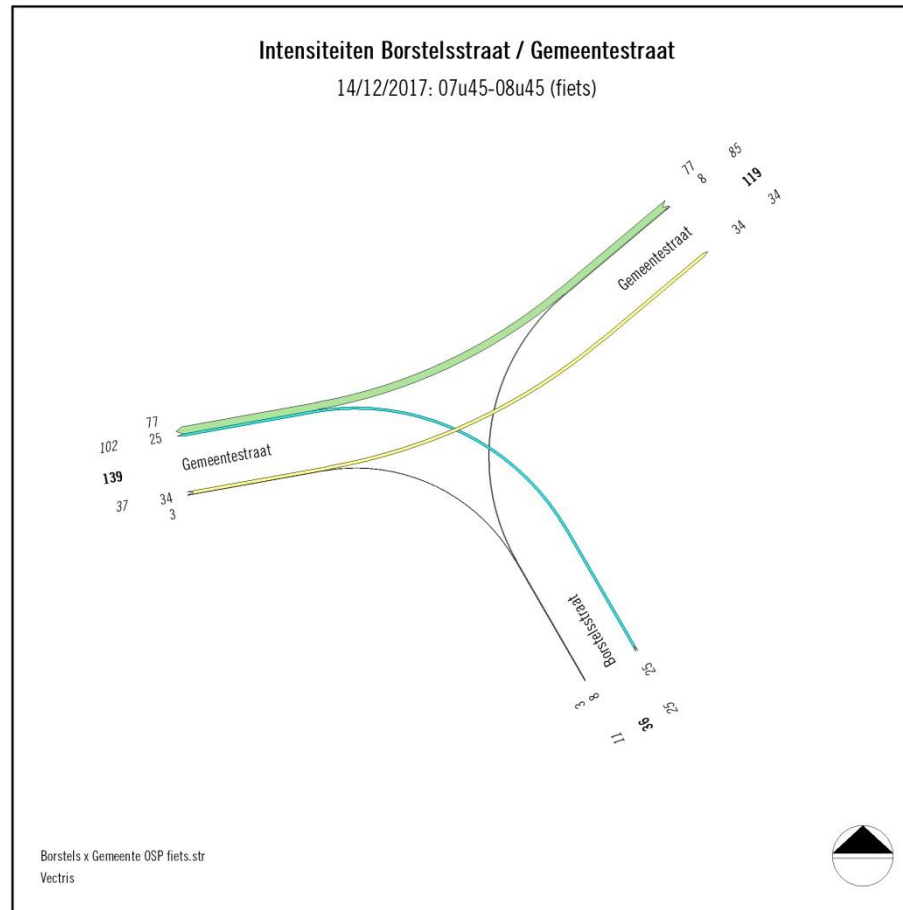 Intensiteiten Borstelsstraat / Gemeentestraat
14/12/2017: 07u45-08u45 (fiets)
77
8
85
119
34
34
Gemeentestraat
77
25
102
139
Gemeentestraat
34
3
37
Borstelsstraat
25
25
8
3
36
11
Borstels x Gemeente OSP fiets.str
Vectris